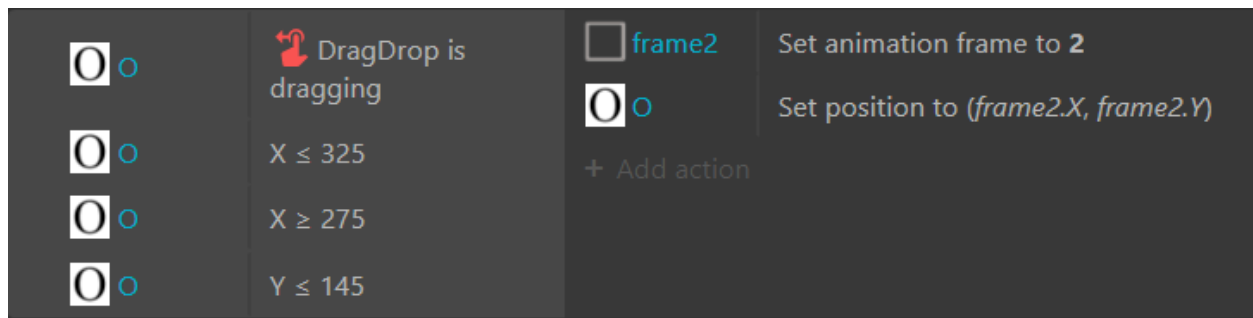 O O DragDrop is
dragging
O O X ≤ 325
O O X ≥ 275
O O Y ≤ 145
frame2 Set animation frame to 2
O O Set position to (frame2.X, frame2.Y)
+ Add action